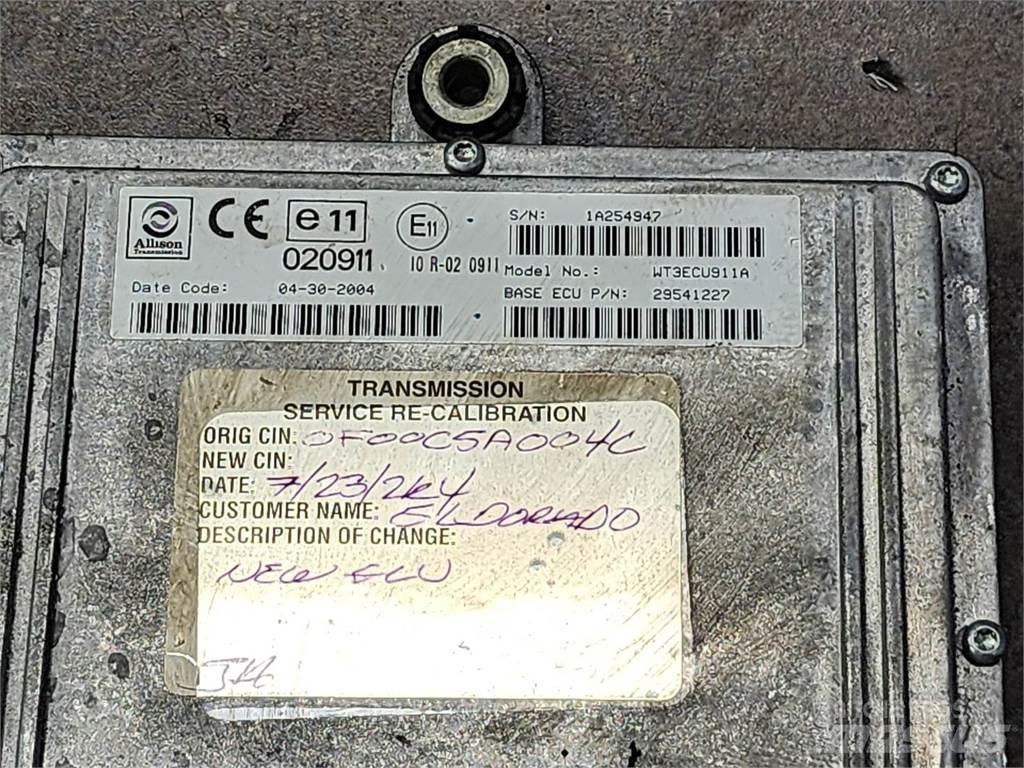 Allison
Transmission
CE
e 11
020911
E11
10 R-02 0911
S/N: 1A254947
Model No.: WT3ECU911A
Date Code: 04-30-2004
BASE ECU P/N: 29541227
TRANSMISSION
SERVICE RE-CALIBRATION
ORIG CIN: 0F00C5A004C
NEW CIN:
DATE: 7/23/2K4
CUSTOMER NAME: ELDORADO
DESCRIPTION OF CHANGE:
NEW ECU